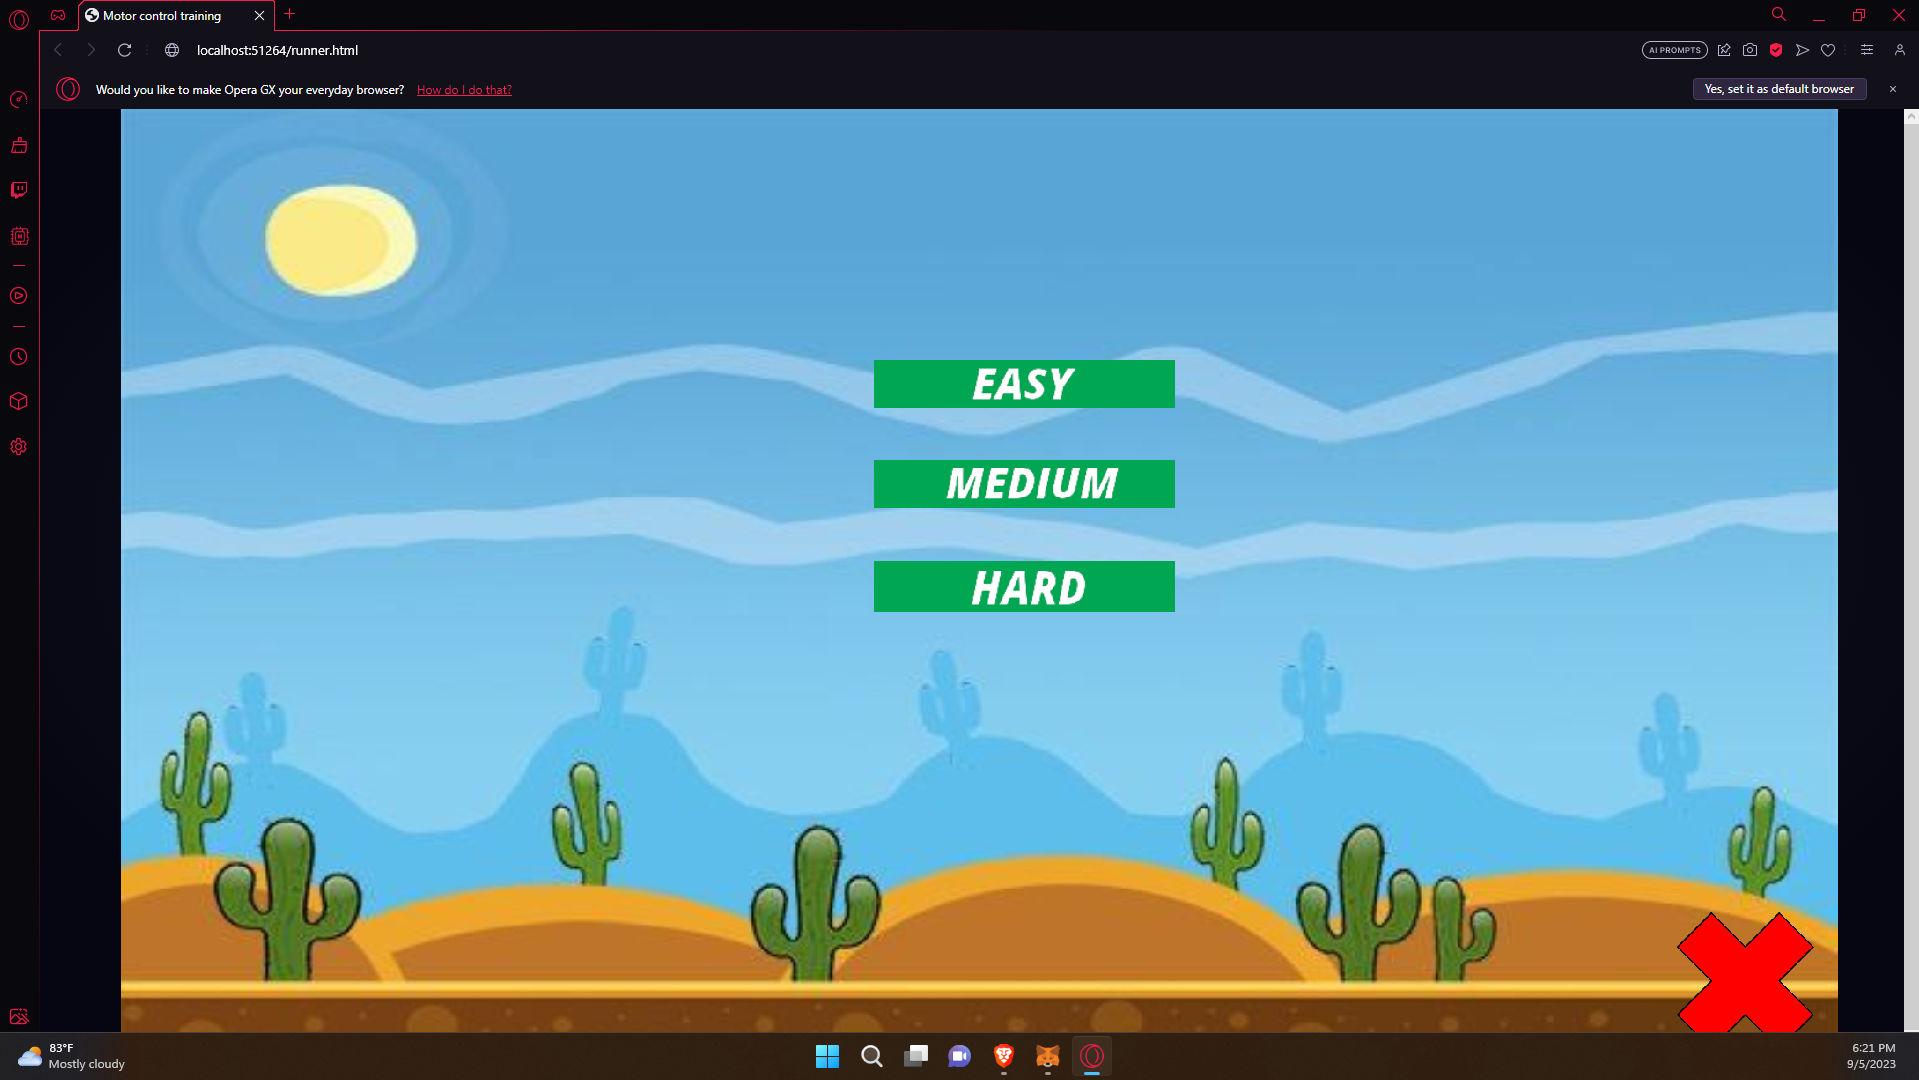 Motor control training
localhost:51264/runner.html
AI PROMPTS
Would you like to make Opera GX your everyday browser? How do I do that?
Yes, set it as default browser
EASY
MEDIUM
HARD
83°F
Mostly cloudy
6:21 PM
9/5/2023